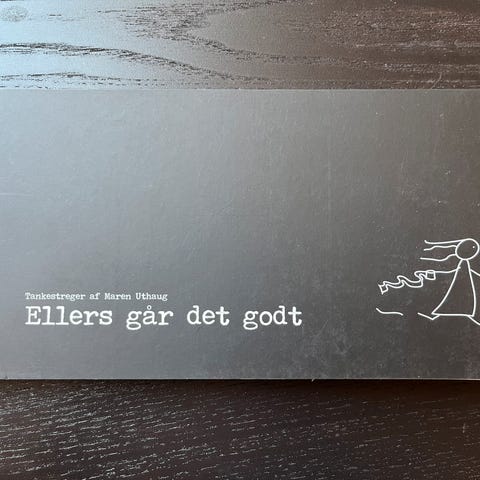 Tankestreger af Maren Uthaug
Ellers går det godt